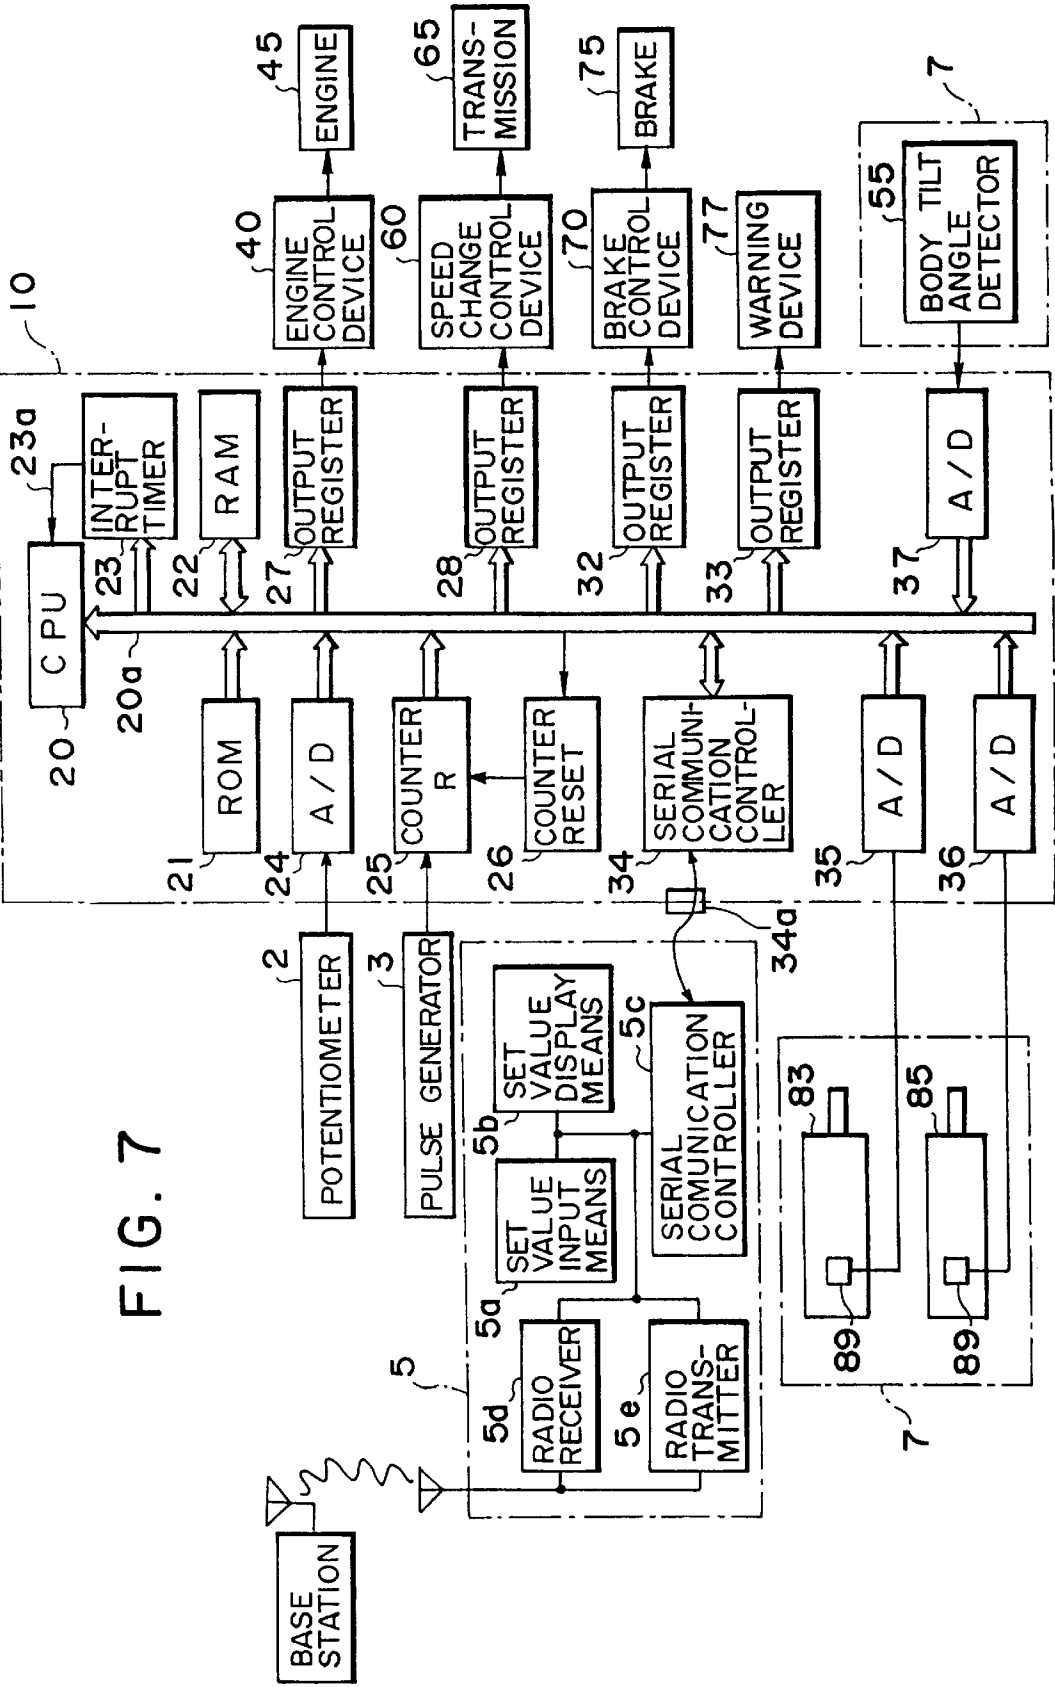 FIG. 7
10
23a
CPU
20
20a
INTER-
RUPT
TIMER
23
RAM
22
ROM
21
A/D
24
POTENTIOMETER
2
COUNTER
R
25
PULSE GENERATOR
3
COUNTER
RESET
26
OUTPUT
REGISTER
27
ENGINE
CONTROL
DEVICE
40
ENGINE
45
OUTPUT
REGISTER
28
SPEED
CHANGE
CONTROL
DEVICE
60
TRANS-
MISSION
65
OUTPUT
REGISTER
32
BRAKE
CONTROL
DEVICE
70
BRAKE
75
OUTPUT
REGISTER
33
WARNING
DEVICE
77
SERIAL
COMMUNI-
CATION
CONTROL-
LER
34
34a
A/D
35
A/D
36
A/D
37
BODY TILT
ANGLE
DETECTOR
55
7
BASE
STATION
5
RADIO
RECEIVER
5d
RADIO
TRANS-
MITTER
5e
SET
VALUE
INPUT
MEANS
5a
SET
VALUE
DISPLAY
MEANS
5b
SERIAL
COMUNICATION
CONTROLLER
5c
83
89
85
89
7